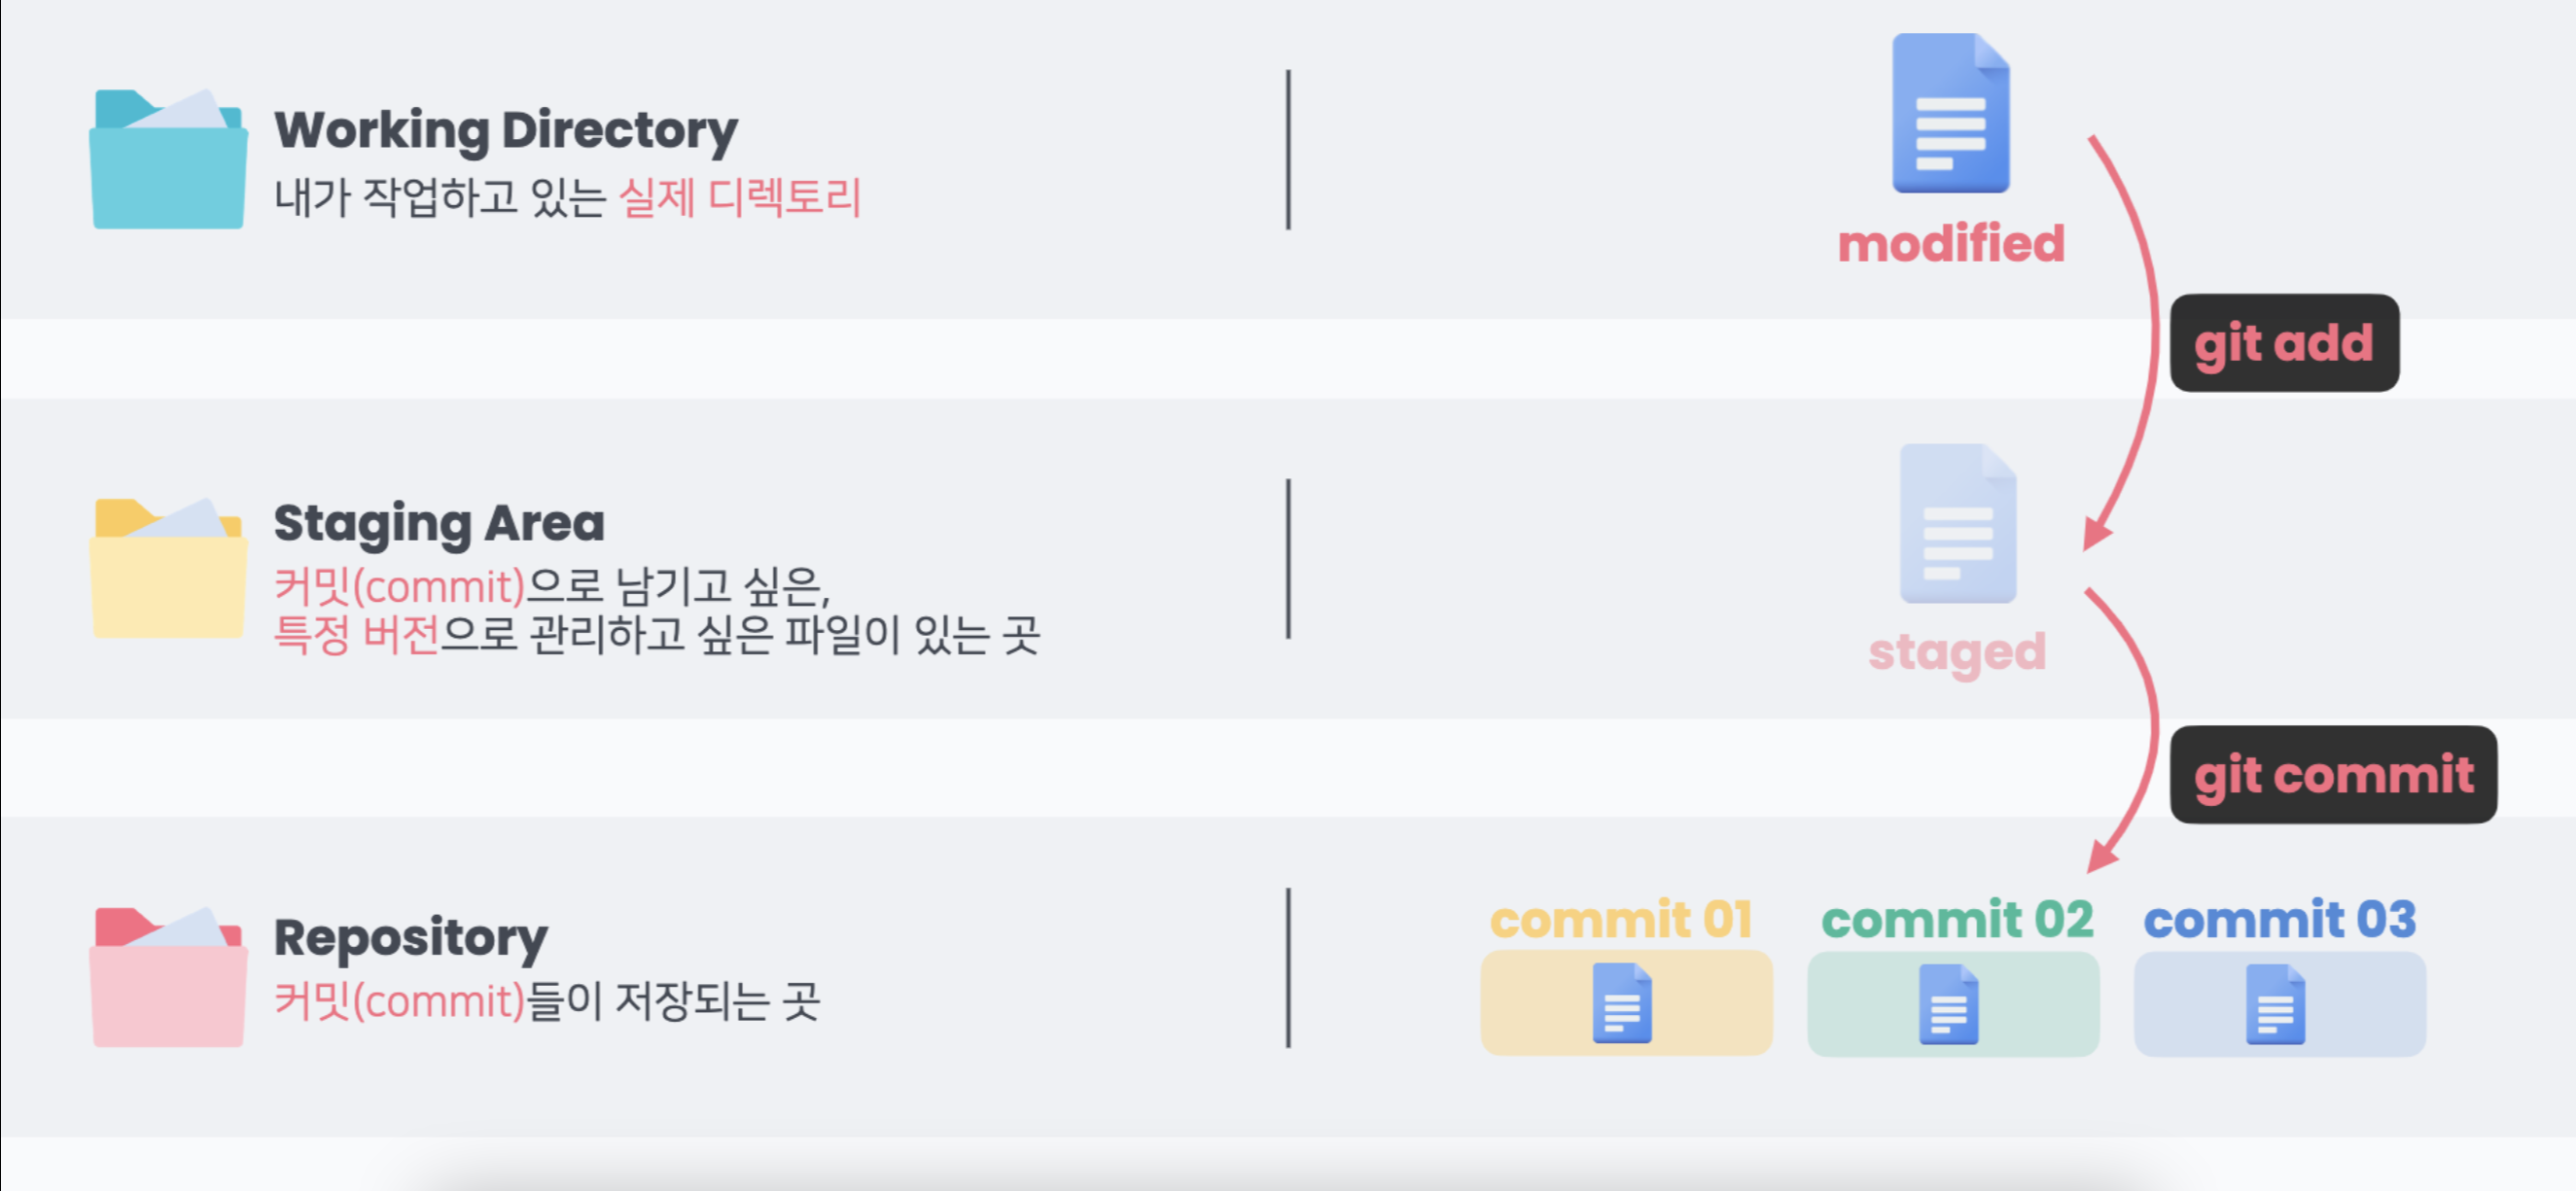 Working Directory
내가 작업하고 있는 실제 디렉토리
modified
git add
Staging Area
커밋(commit)으로 남기고 싶은,
특정 버전으로 관리하고 싶은 파일이 있는 곳
staged
git commit
Repository
커밋(commit)들이 저장되는 곳
commit 01 commit 02 commit 03